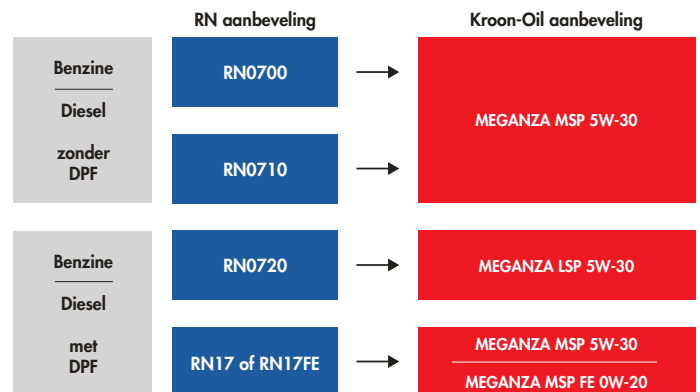 RN aanbeveling
Kroon-Oil aanbeveling
Benzine
Diesel
zonder
DPF
RN0700
RN0710
MEGANZA MSP 5W-30
Benzine
Diesel
met
DPF
RN0720
MEGANZA LSP 5W-30
RN17 of RN17FE
MEGANZA MSP 5W-30
MEGANZA MSP FE 0W-20